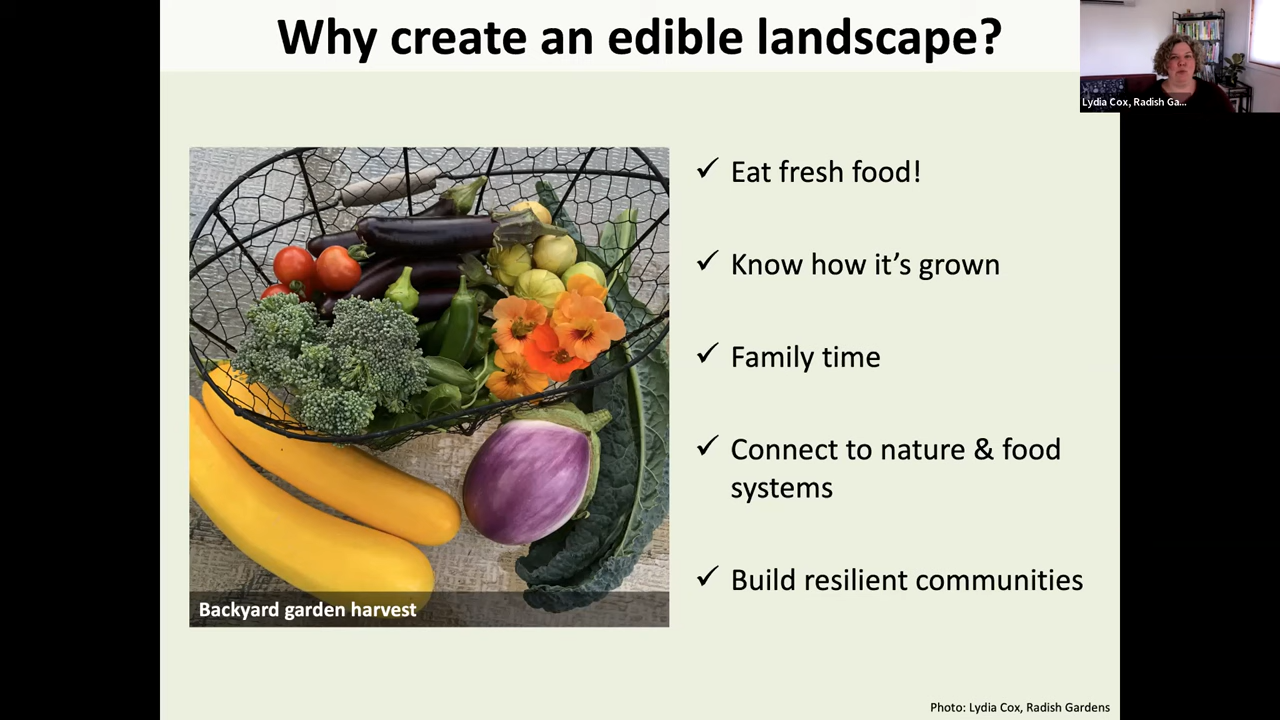 Why create an edible landscape?
Lydia Cox, Radish Ga...
✓ Eat fresh food!
✓ Know how it’s grown
✓ Family time
✓ Connect to nature & food
systems
✓ Build resilient communities
Backyard garden harvest
Photo: Lydia Cox, Radish Gardens